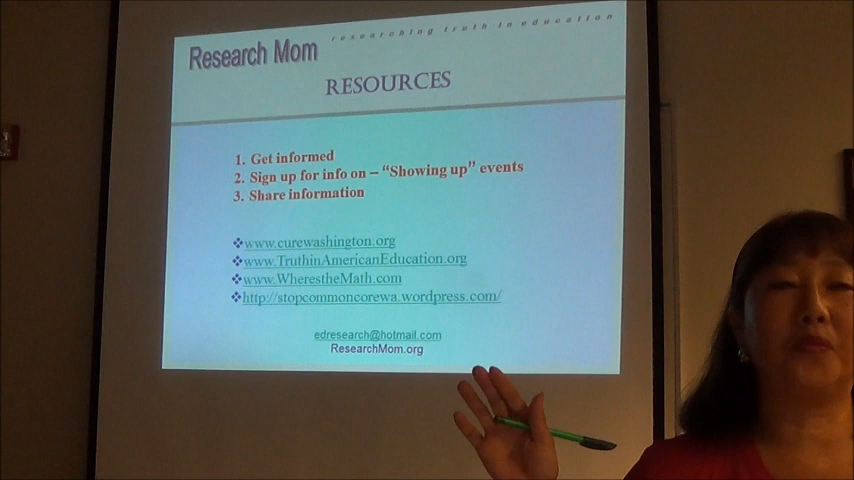 researching truth in education
Research Mom
RESOURCES
1. Get informed
2. Sign up for info on – “Showing up” events
3. Share information
❖www.curewashington.org
❖www.TruthinAmericanEducation.org
❖www.WherestheMath.com
❖http://stopcommoncorewa.wordpress.com/
edresearch@hotmail.com
ResearchMom.org